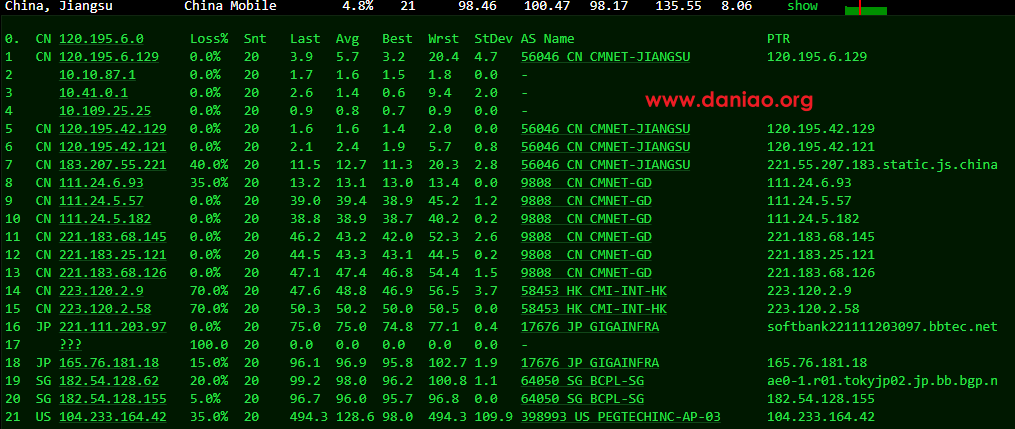 China, Jiangsu China Mobile 4.8% 21 98.46 100.47 98.17 135.55 8.06 show
0. CN 120.195.6.0 Loss% Snt Last Avg Best Wrst StDev AS Name PTR
1 CN 120.195.6.129 0.0% 20 3.9 5.7 3.2 20.4 4.7 56046 CN CMNET-JIANGSU 120.195.6.129
2 10.10.87.1 0.0% 20 1.7 1.6 1.5 1.8 0.0 -
3 10.41.0.1 0.0% 20 2.6 1.4 0.6 9.4 2.0 -
www.daniao.org
4 10.109.25.25 0.0% 20 0.9 0.8 0.7 0.9 0.0 -
5 CN 120.195.42.129 0.0% 20 1.6 1.6 1.4 2.0 0.0 56046 CN CMNET-JIANGSU 120.195.42.129
6 CN 120.195.42.121 0.0% 20 2.1 2.4 1.9 5.7 0.8 56046 CN CMNET-JIANGSU 120.195.42.121
7 CN 183.207.55.221 40.0% 20 11.5 12.7 11.3 20.3 2.8 56046 CN CMNET-JIANGSU 221.55.207.183.static.js.china
8 CN 111.24.6.93 35.0% 20 13.2 13.1 13.0 13.4 0.0 9808 CN CMNET-GD 111.24.6.93
9 CN 111.24.5.57 0.0% 20 39.0 39.4 38.9 45.2 1.2 9808 CN CMNET-GD 111.24.5.57
10 CN 111.24.5.182 0.0% 20 38.8 38.9 38.7 40.2 0.2 9808 CN CMNET-GD 111.24.5.182
11 CN 221.183.68.145 0.0% 20 46.2 43.2 42.0 52.3 2.6 9808 CN CMNET-GD 221.183.68.145
12 CN 221.183.25.121 0.0% 20 44.5 43.3 43.1 44.5 0.2 9808 CN CMNET-GD 221.183.25.121
13 CN 221.183.68.126 0.0% 20 47.1 47.4 46.8 54.4 1.5 9808 CN CMNET-GD 221.183.68.126
14 CN 223.120.2.9 70.0% 20 47.6 48.8 46.9 56.5 3.7 58453 HK CMI-INT-HK 223.120.2.9
15 CN 223.120.2.58 70.0% 20 50.3 50.2 50.0 50.5 0.0 58453 HK CMI-INT-HK 223.120.2.58
16 JP 221.111.203.97 0.0% 20 75.0 75.0 74.8 77.1 0.4 17676 JP GIGAINFRA softbank221111203097.bbtec.net
17 ??? 100.0 20 0.0 0.0 0.0 0.0 0.0 -
18 JP 165.76.181.18 15.0% 20 96.1 96.9 95.8 102.7 1.9 17676 JP GIGAINFRA 165.76.181.18
19 SG 182.54.128.62 20.0% 20 99.2 98.0 96.2 100.8 1.1 64050 SG BCPL-SG ae0-1.r01.tokyjp02.jp.bb.bgp.n
20 SG 182.54.128.155 5.0% 20 96.7 96.0 95.7 96.8 0.0 64050 SG BCPL-SG 182.54.128.155
21 US 104.233.164.42 35.0% 20 494.3 128.6 98.0 494.3 109.9 398993 US PEGTECHINC-AP-03 104.233.164.42